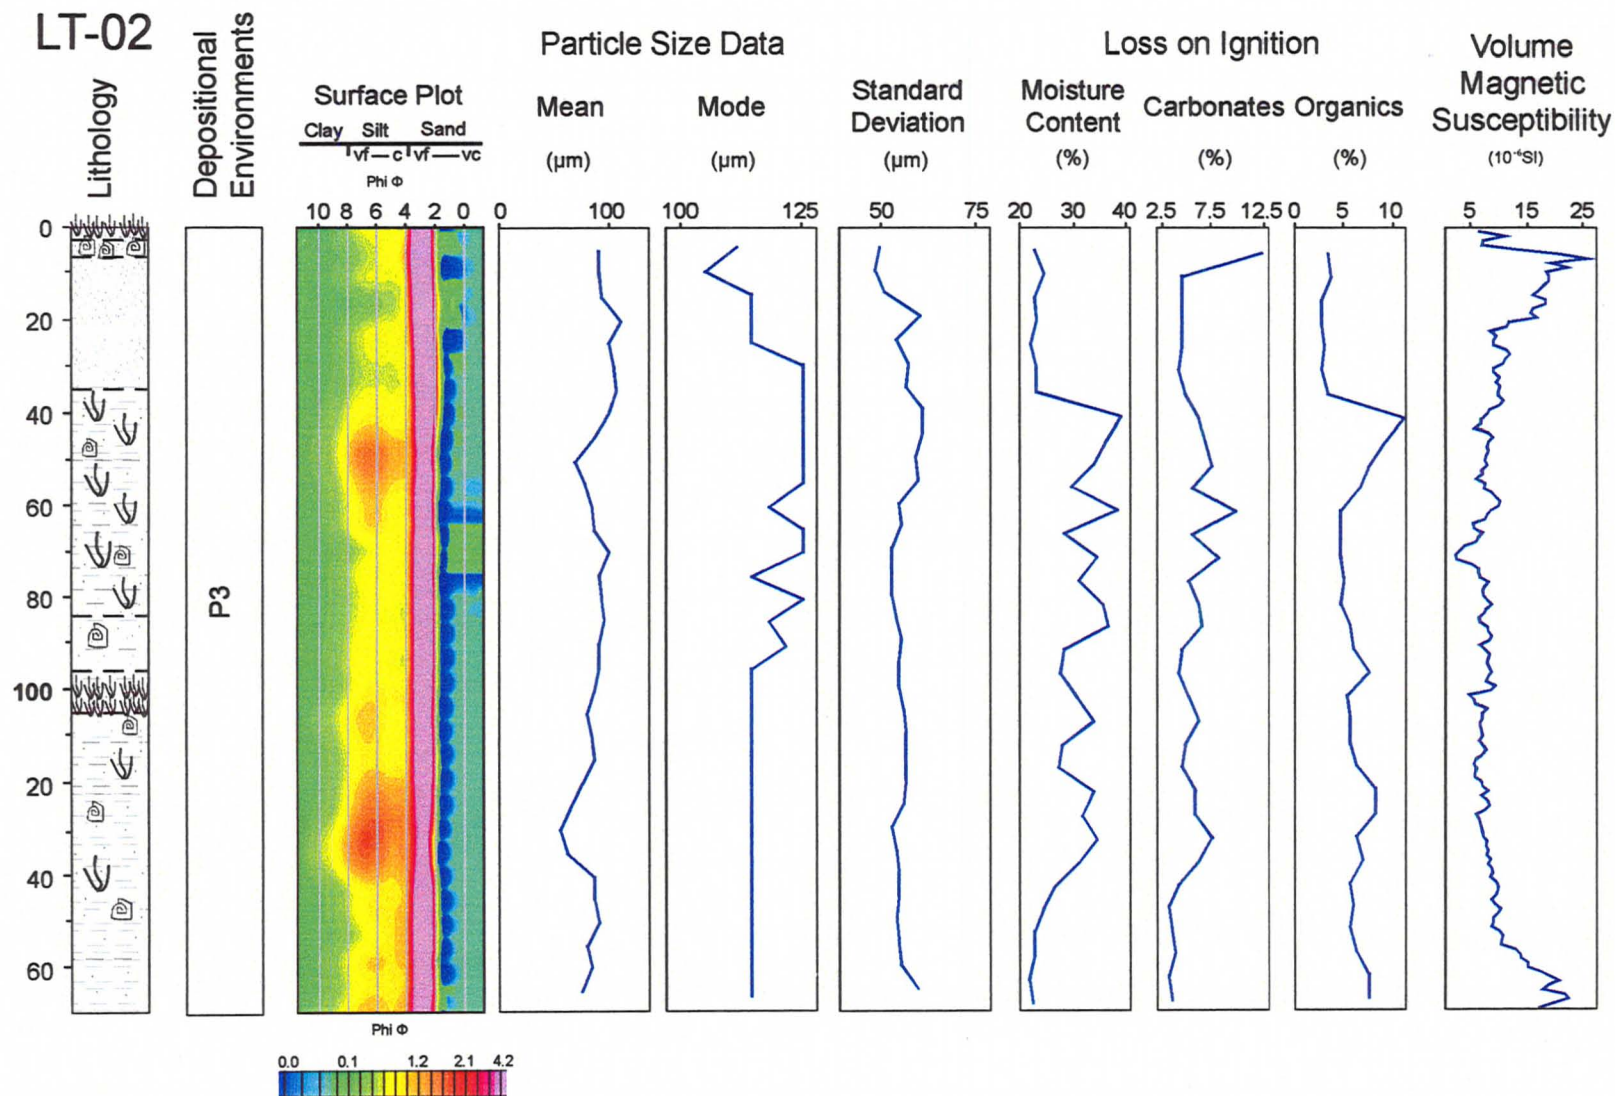 LT-02
Lithology
Depositional
Environments
Surface Plot
Clay Silt Sand
vf — c vf — vc
Phi Φ
10 8 6 4 2 0
Particle Size Data
Mean
(µm)
0 100
Mode
(µm)
100 125
Standard
Deviation
(µm)
50 75
Loss on Ignition
Moisture
Content
(%)
20 30 40
Carbonates
(%)
2.5 7.5 12.5
Organics
(%)
0 5 10
Volume
Magnetic
Susceptibility
(10⁻⁶SI)
5 15 25
0
20
40
60
80
100
20
40
60
P3
Phi Φ
0.0 0.1 1.2 2.1 4.2